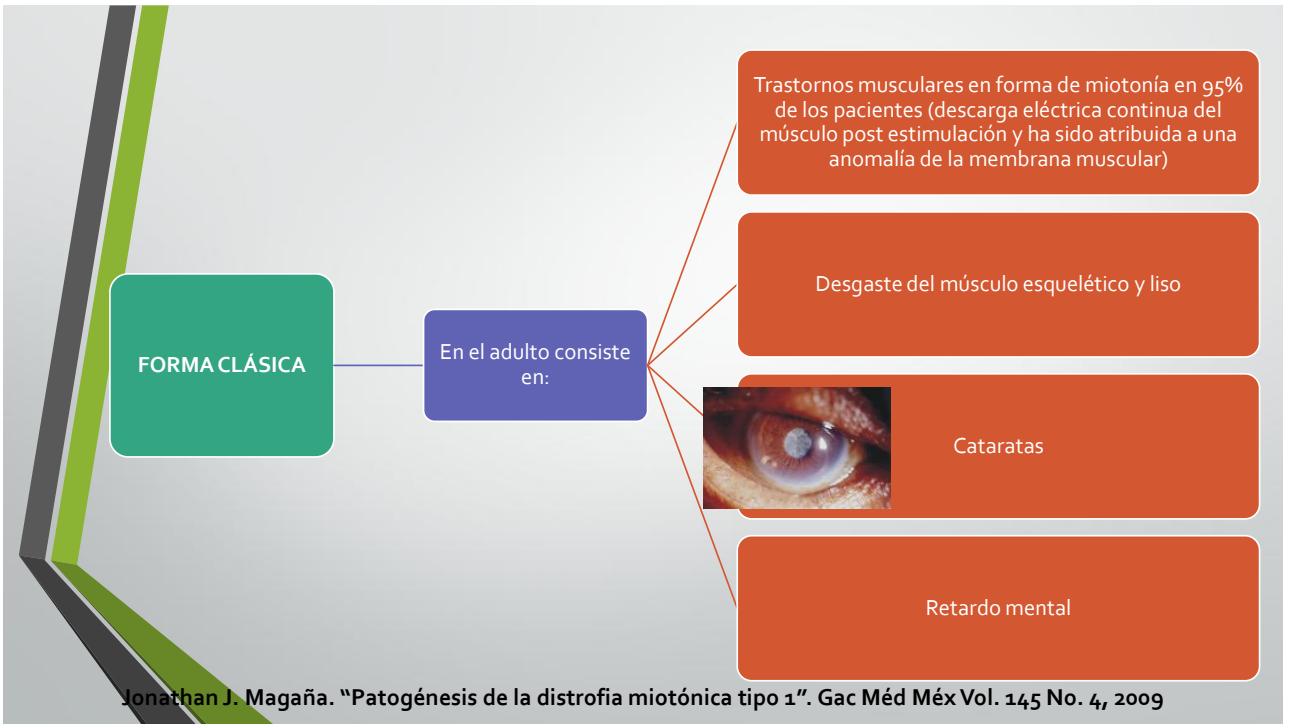 FORMA CLÁSICA
En el adulto consiste
en:
Trastornos musculares en forma de miotonía en 95%
de los pacientes (descarga eléctrica continua del
músculo post estimulación y ha sido atribuida a una
anomalía de la membrana muscular)
Desgaste del músculo esquelético y liso
Cataratas
Retardo mental
Jonathan J. Magaña. “Patogénesis de la distrofia miotónica tipo 1”. Gac Méd Méx Vol. 145 No. 4, 2009